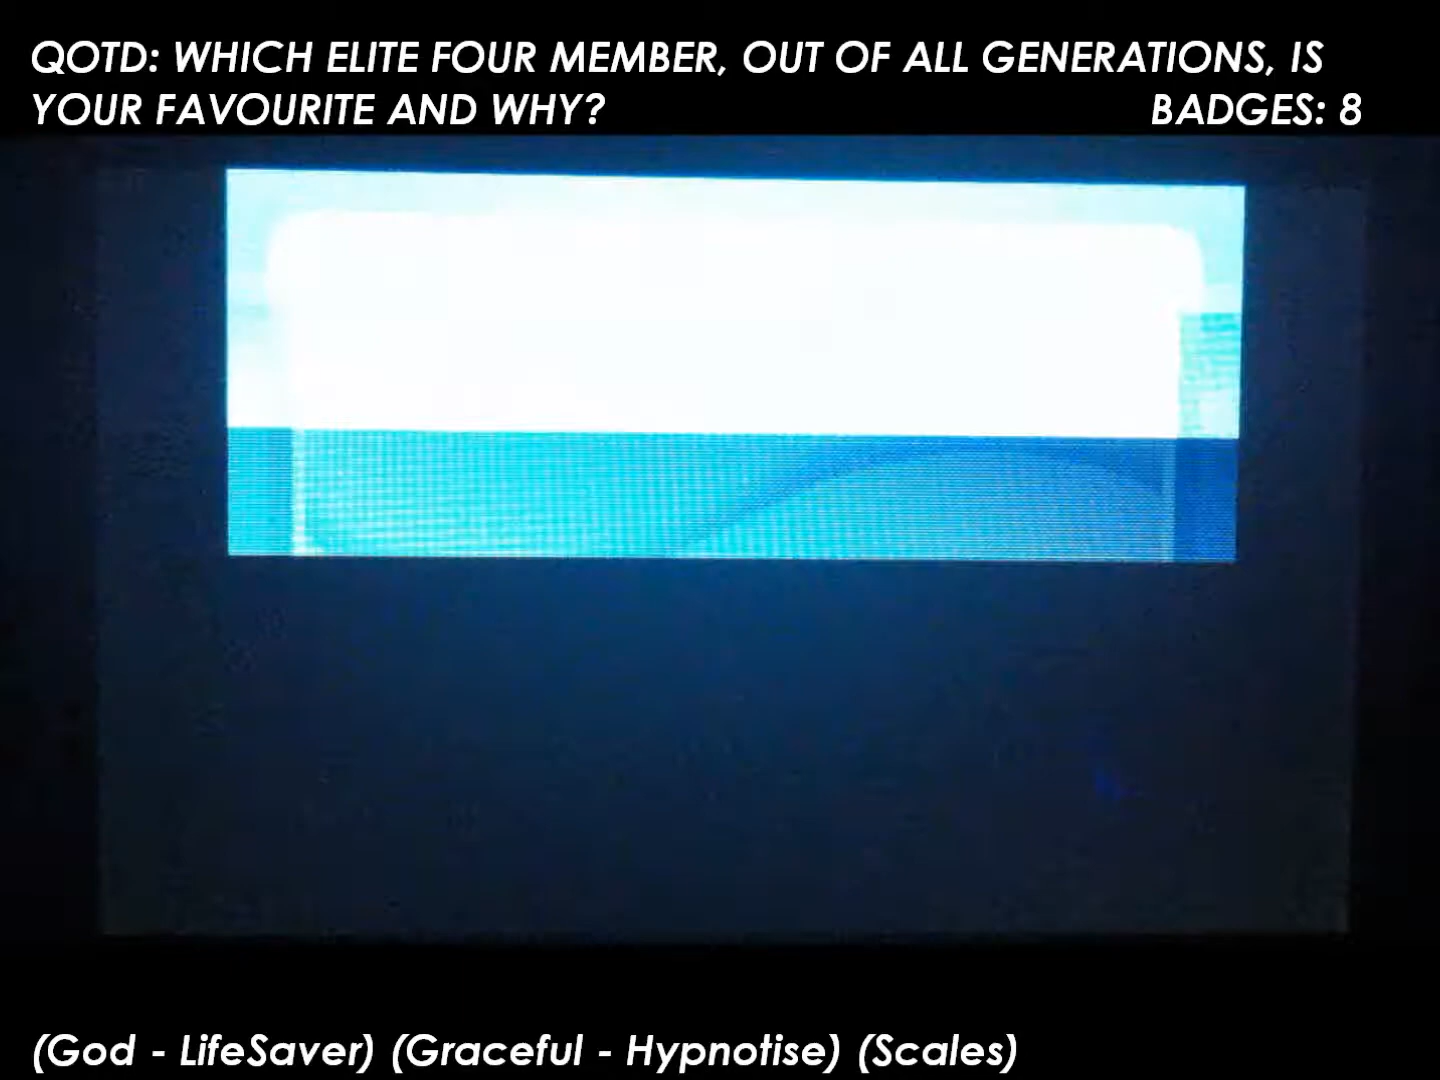 QOTD: WHICH ELITE FOUR MEMBER, OUT OF ALL GENERATIONS, IS
YOUR FAVOURITE AND WHY? BADGES: 8
(God - LifeSaver) (Graceful - Hypnotise) (Scales)